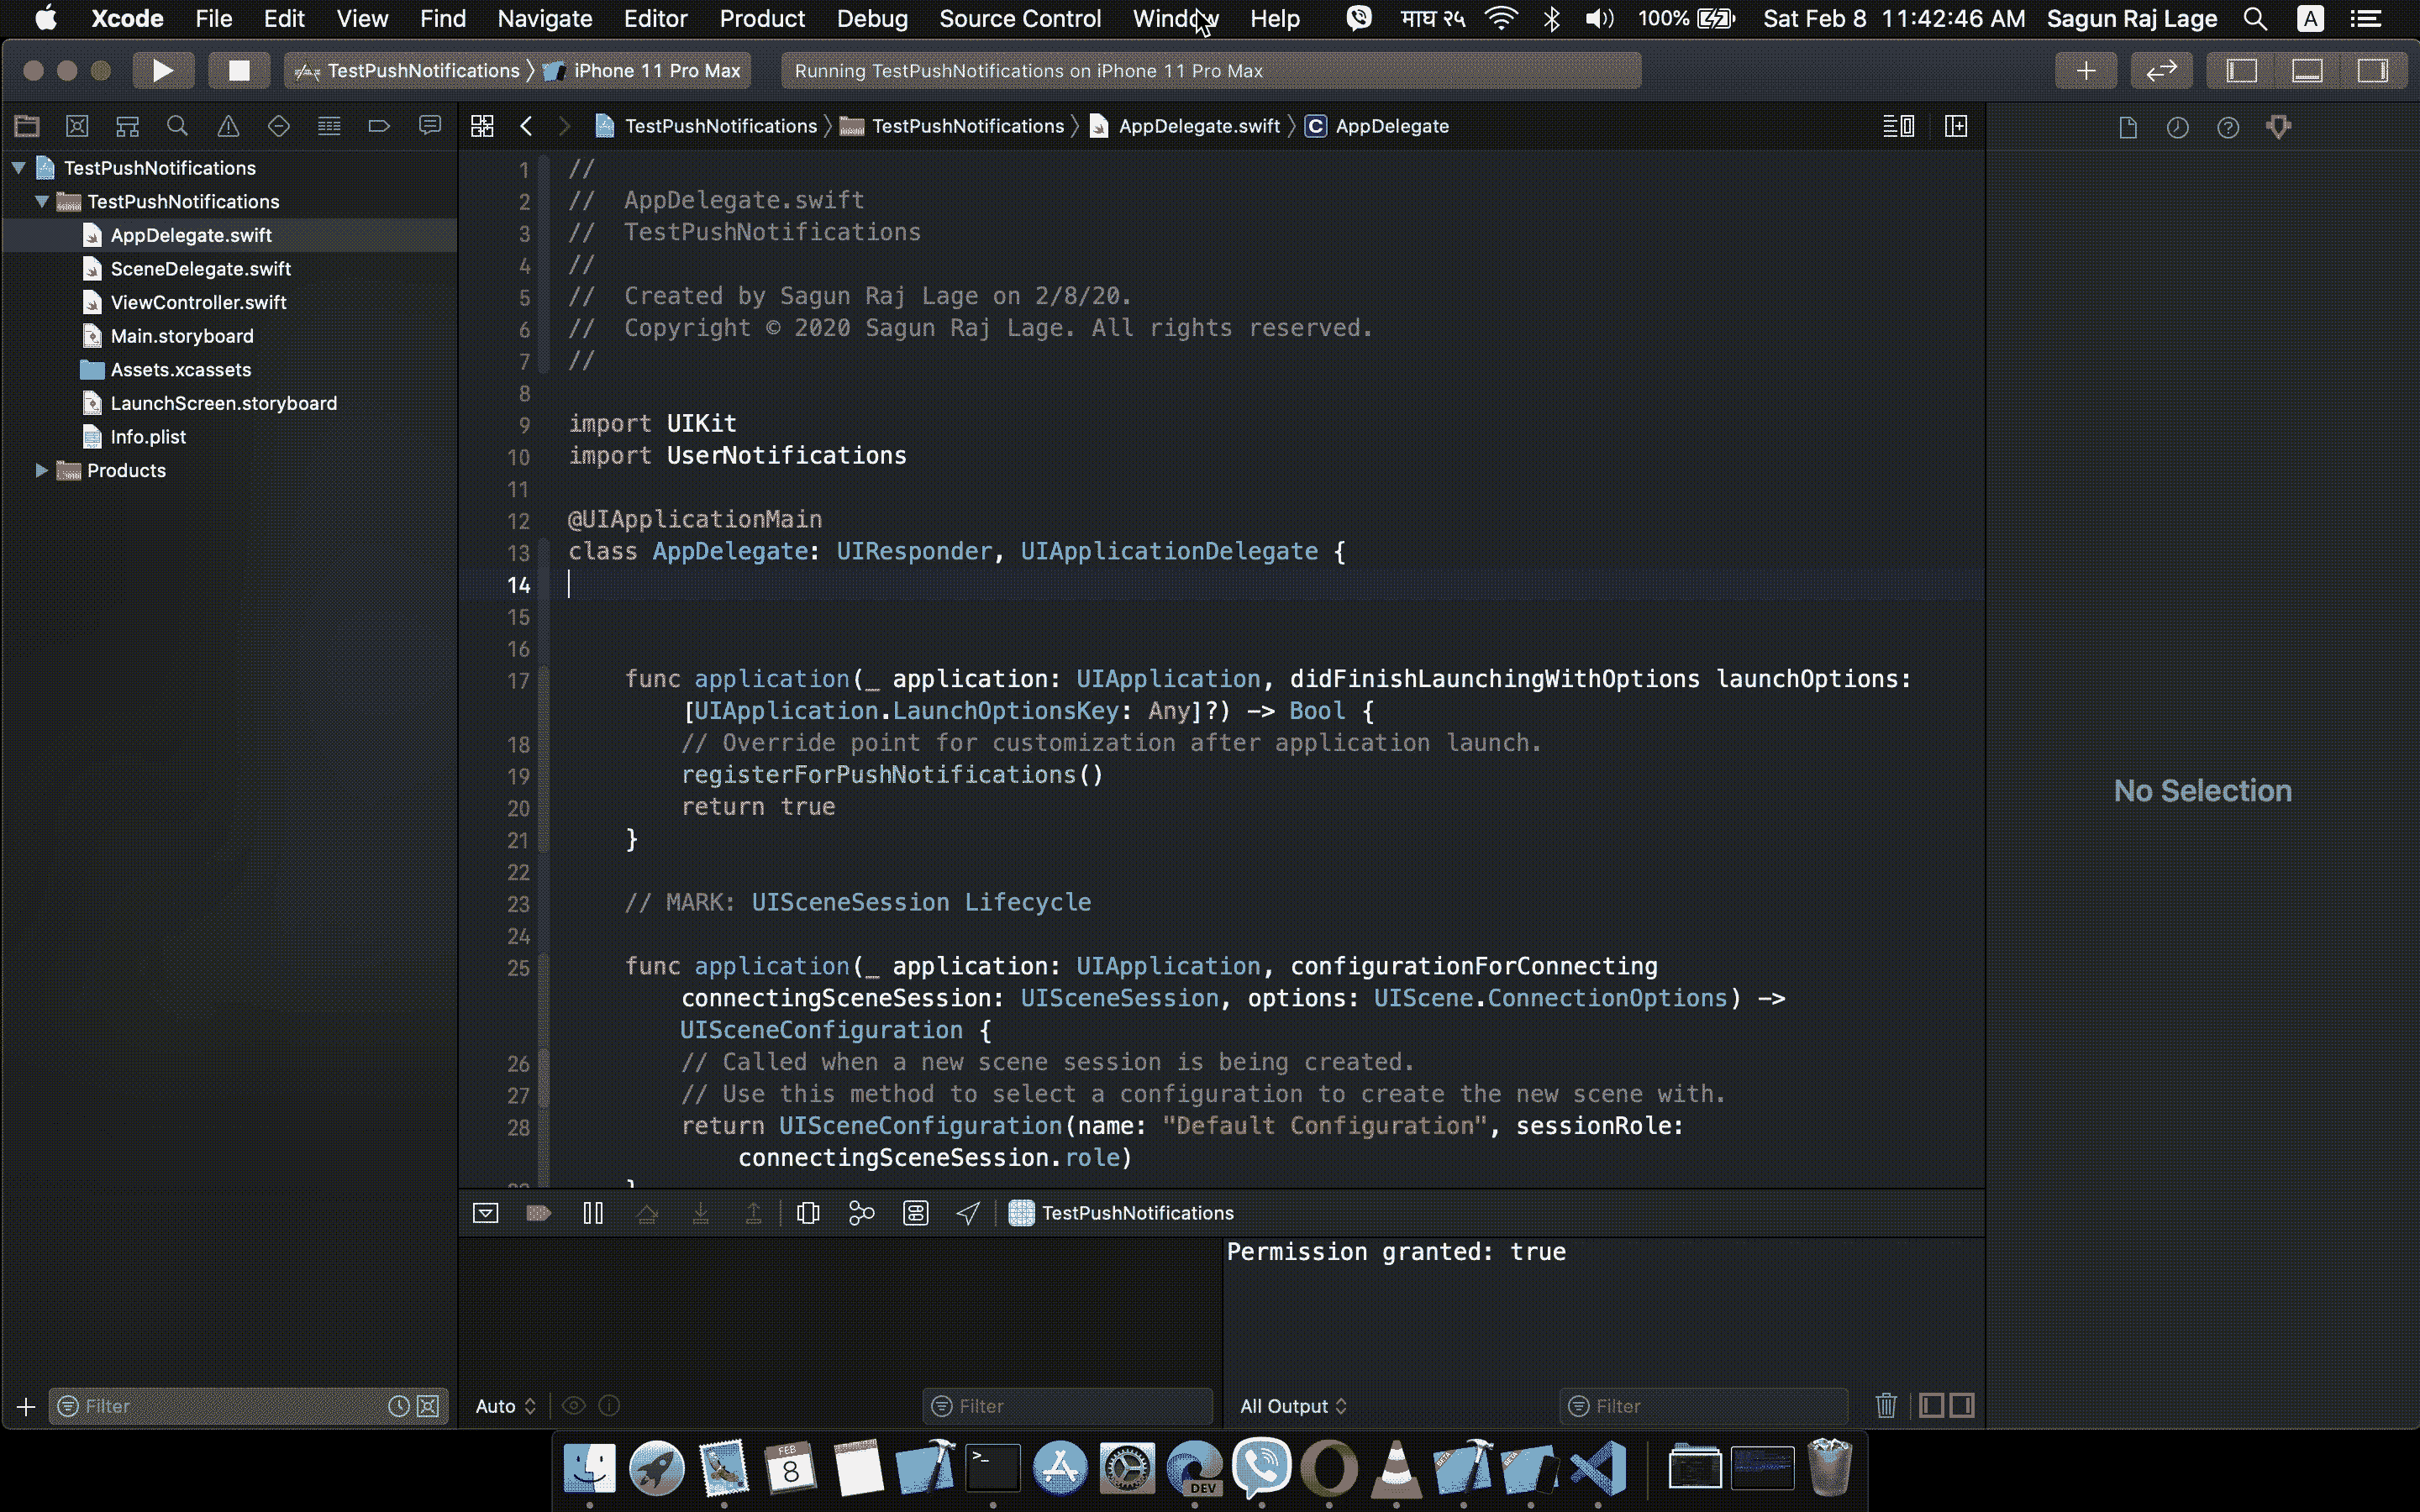 Xcode File Edit View Find Navigate Editor Product Debug Source Control Window Help माघ २५ 100% Sat Feb 8 11:42:46 AM Sagun Raj Lage A
TestPushNotifications iPhone 11 Pro Max Running TestPushNotifications on iPhone 11 Pro Max
TestPushNotifications TestPushNotifications AppDelegate.swift C AppDelegate
TestPushNotifications
TestPushNotifications
AppDelegate.swift
SceneDelegate.swift
ViewController.swift
Main.storyboard
Assets.xcassets
LaunchScreen.storyboard
Info.plist
Products
1 //
2 //  AppDelegate.swift
3 //  TestPushNotifications
4 //
5 //  Created by Sagun Raj Lage on 2/8/20.
6 //  Copyright © 2020 Sagun Raj Lage. All rights reserved.
7 //
8
9 import UIKit
10 import UserNotifications
11
12 @UIApplicationMain
13 class AppDelegate: UIResponder, UIApplicationDelegate {
14
15
16
17 func application(_ application: UIApplication, didFinishLaunchingWithOptions launchOptions:
[UIApplication.LaunchOptionsKey: Any]?) -> Bool {
18 // Override point for customization after application launch.
19 registerForPushNotifications()
20 return true
21 }
22
23 // MARK: UISceneSession Lifecycle
24
25 func application(_ application: UIApplication, configurationForConnecting
connectingSceneSession: UISceneSession, options: UIScene.ConnectionOptions) ->
UISceneConfiguration {
26 // Called when a new scene session is being created.
27 // Use this method to select a configuration to create the new scene with.
28 return UISceneConfiguration(name: "Default Configuration", sessionRole:
connectingSceneSession.role)
No Selection
TestPushNotifications
Permission granted: true
Filter Auto Filter All Output Filter
FEB
8
DEV